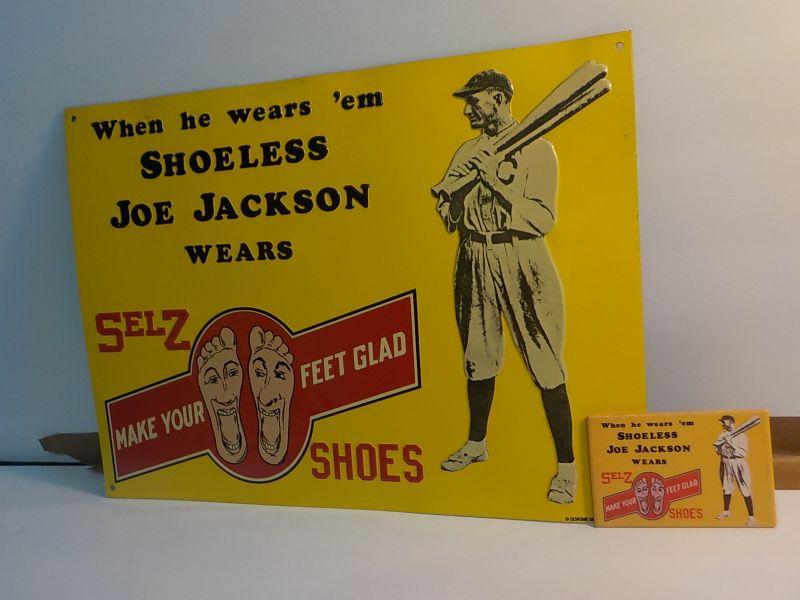 When he wears 'em
SHOELESS
JOE JACKSON
WEARS
SELZ
MAKE YOUR FEET GLAD
SHOES
C
When he wears 'em
SHOELESS
JOE JACKSON
WEARS
SELZ
MAKE YOUR FEET GLAD
SHOES